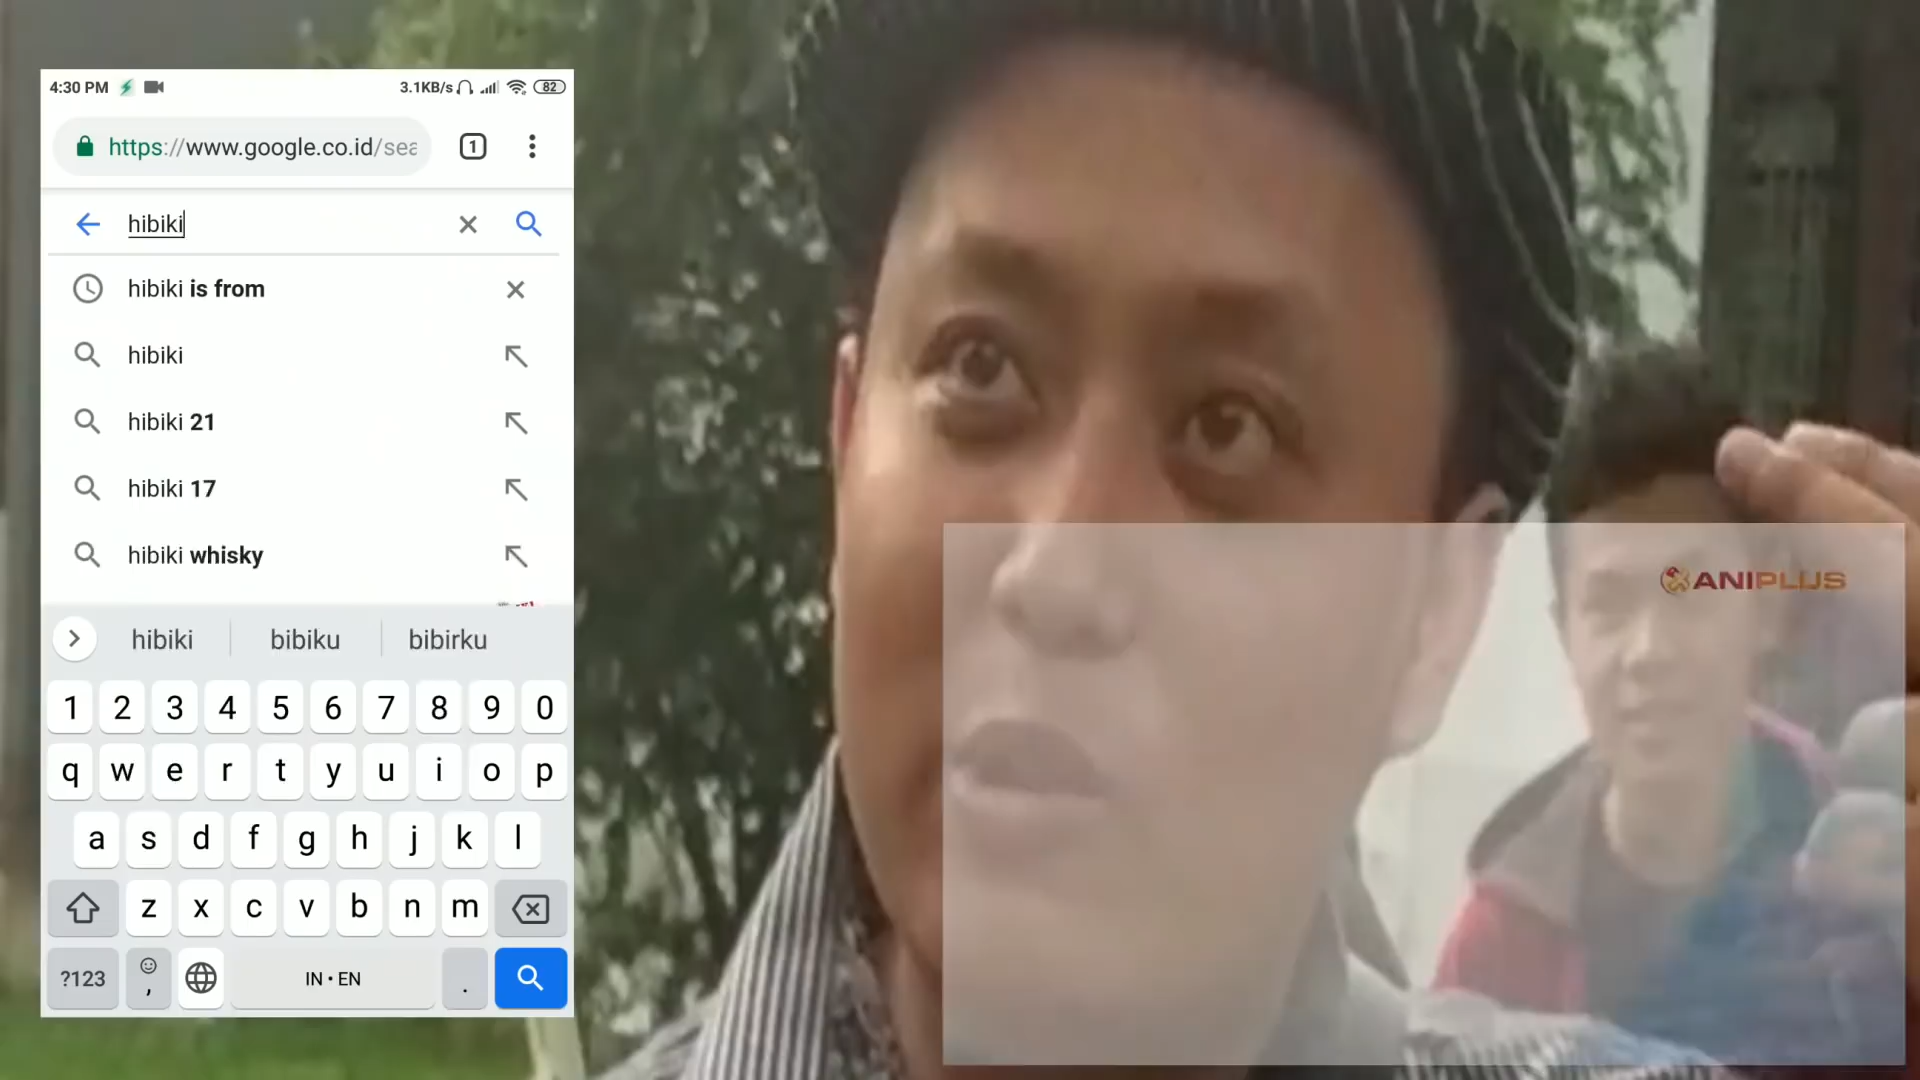 4:30 PM
3.1KB/s
82
https://www.google.co.id/sea
1
hibiki
hibiki is from
hibiki
hibiki 21
hibiki 17
hibiki whisky
hibiki bibiku bibirku
1 2 3 4 5 6 7 8 9 0
q w e r t y u i o p
a s d f g h j k l
z x c v b n m
?123 , IN • EN .
ANIPLUS